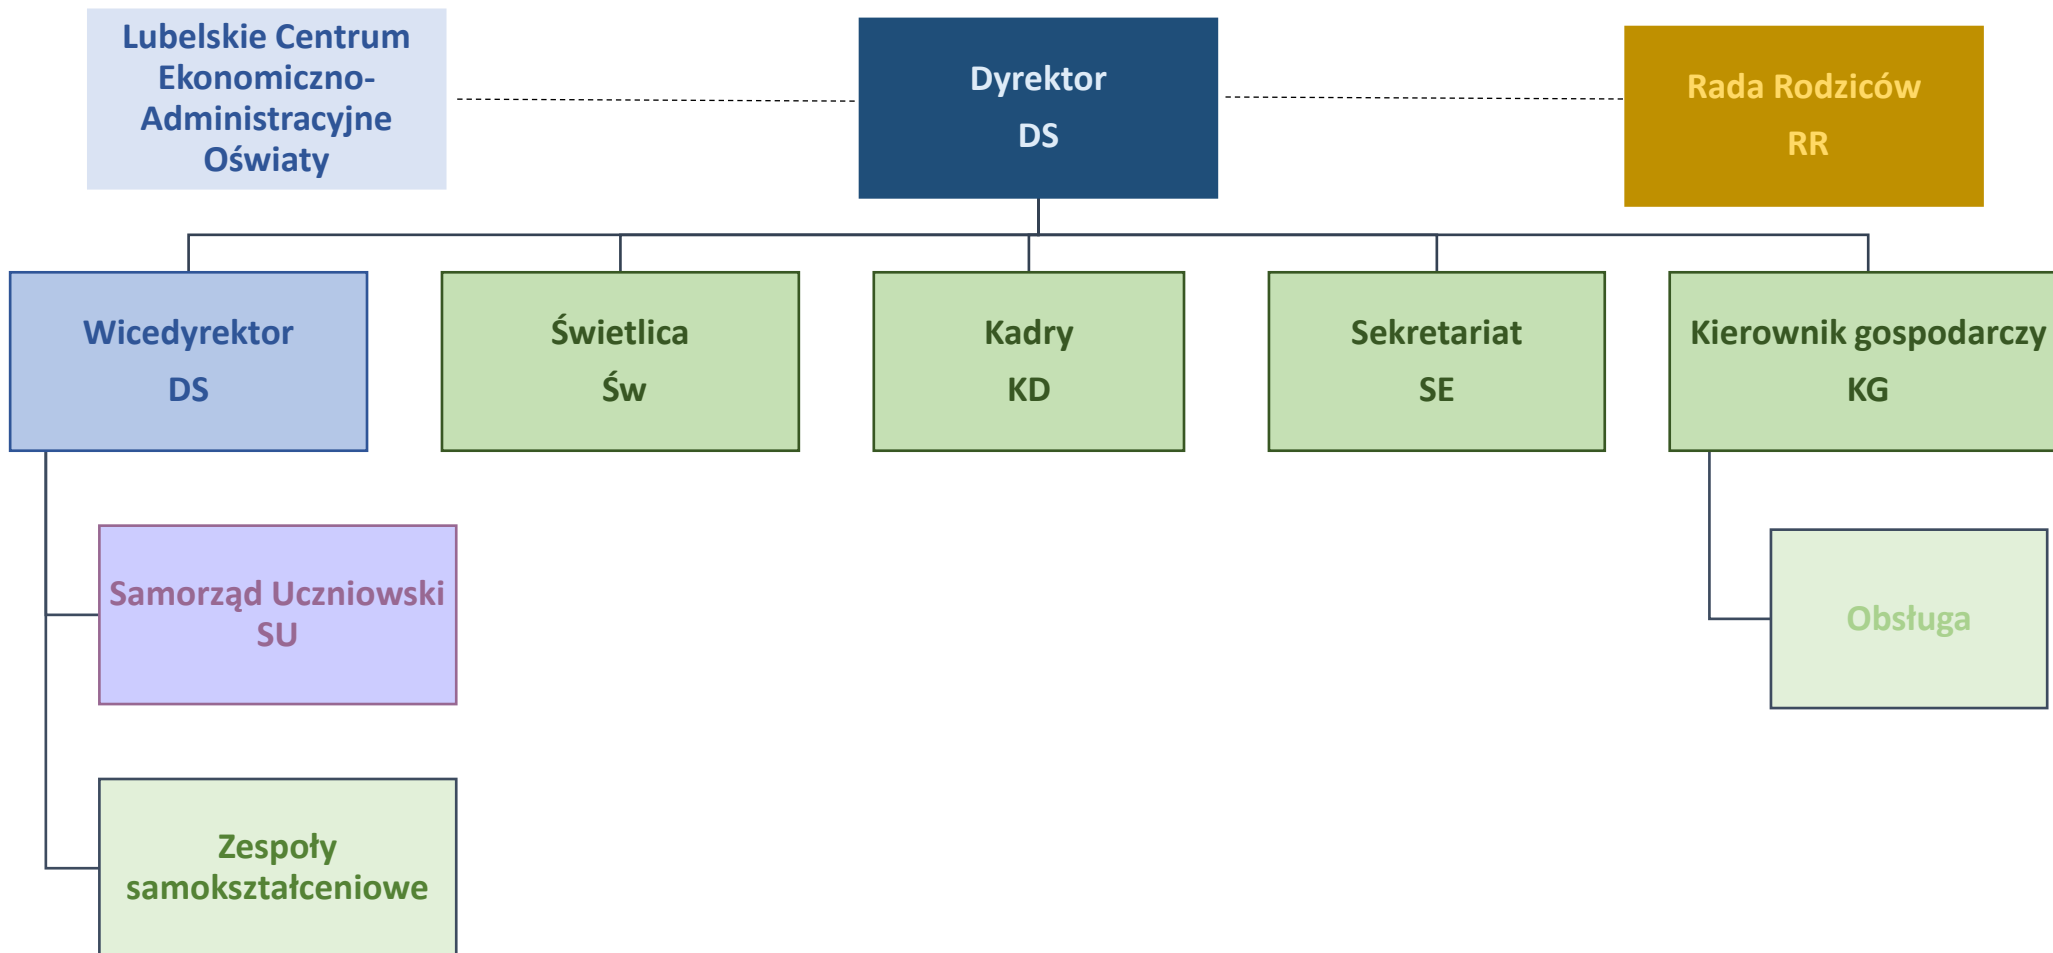 Lubelskie Centrum
Ekonomiczno-
Administracyjne
Oświaty
Dyrektor
DS
Rada Rodziców
RR
Wicedyrektor
DS
Świetlica
Św
Kadry
KD
Sekretariat
SE
Kierownik gospodarczy
KG
Samorząd Uczniowski
SU
Obsługa
Zespoły
samokształceniowe